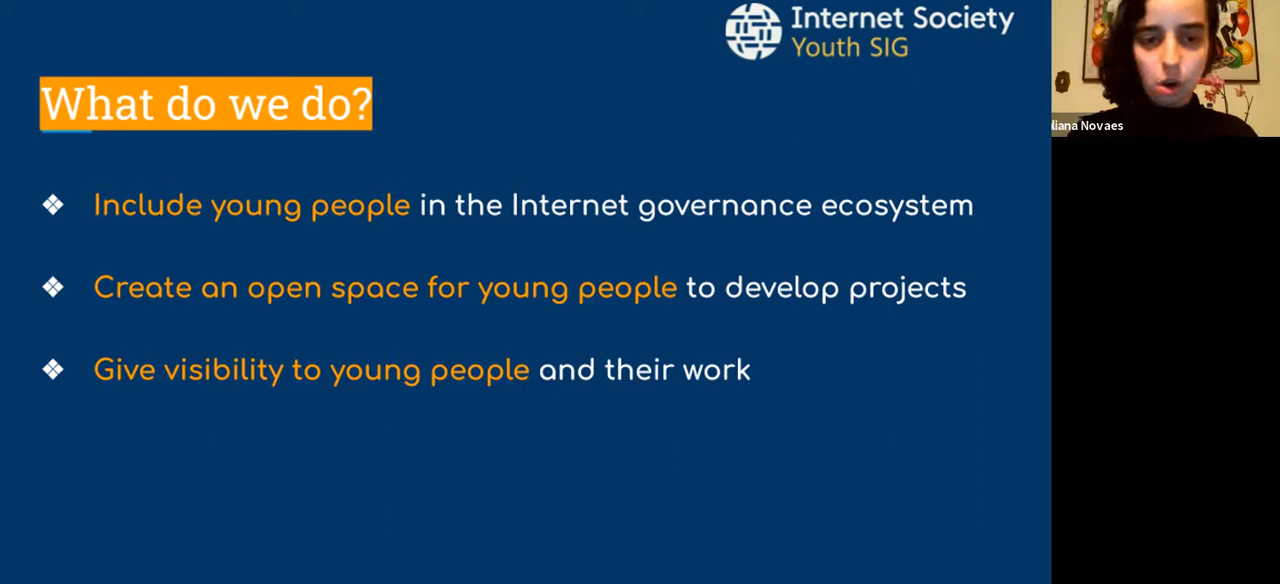 Internet Society
Youth SIG
What do we do?
❖ Include young people in the Internet governance ecosystem
❖ Create an open space for young people to develop projects
❖ Give visibility to young people and their work
Novaes